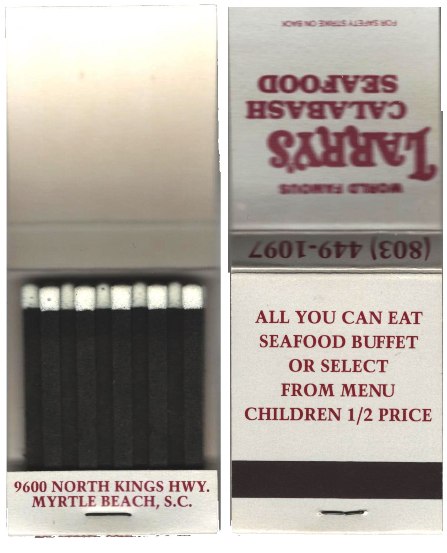 9600 NORTH KINGS HWY.
MYRTLE BEACH, S.C.
FOR SAFETY STRIKE ON BACK
WORLD FAMOUS
LARRY'S
CALABASH
SEAFOOD
(803) 449-1097
ALL YOU CAN EAT
SEAFOOD BUFFET
OR SELECT
FROM MENU
CHILDREN 1/2 PRICE